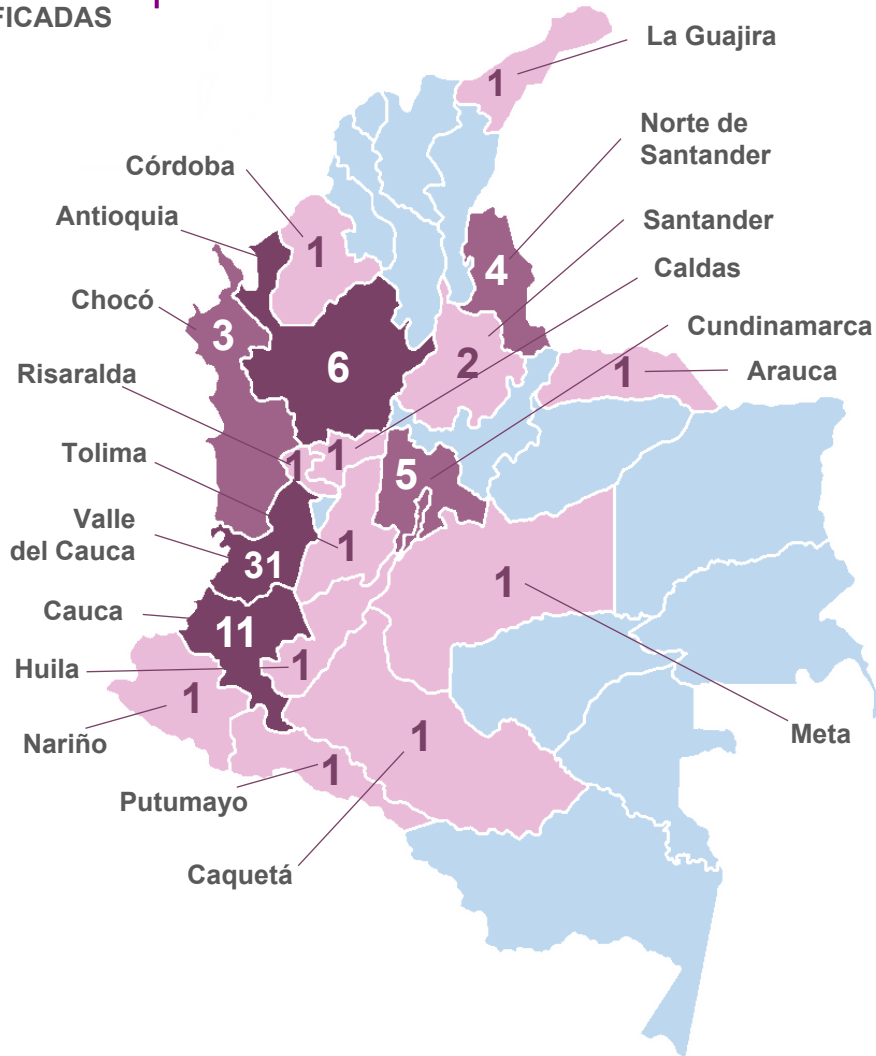 FICADAS
La Guajira
1
Norte de
Santander
Córdoba
Antioquia
Santander
1
4
Caldas
Chocó
3
Cundinamarca
6
2
1
Arauca
Risaralda
1
1
Tolima
5
Valle
del Cauca
31
1
1
Cauca
11
Huila
1
1
1
Nariño
Meta
1
Putumayo
Caquetá